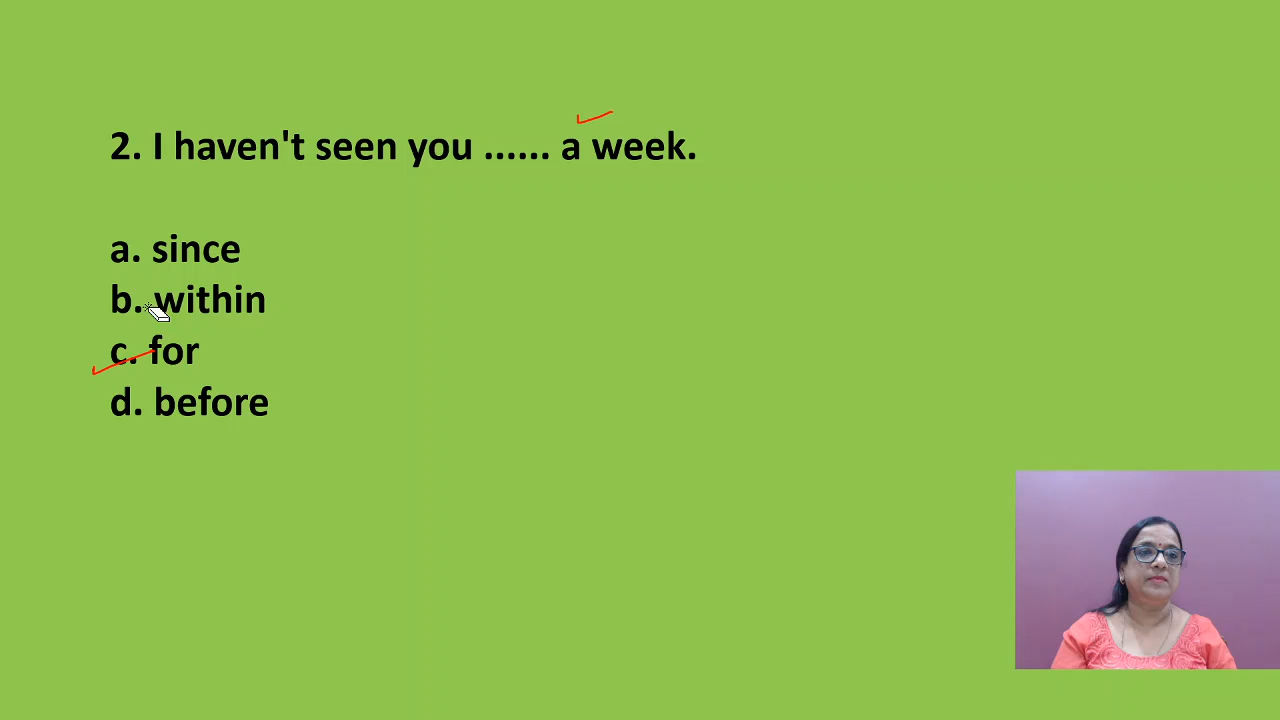 2. I haven't seen you ...... a week.
a. since
b. within
c. for
d. before